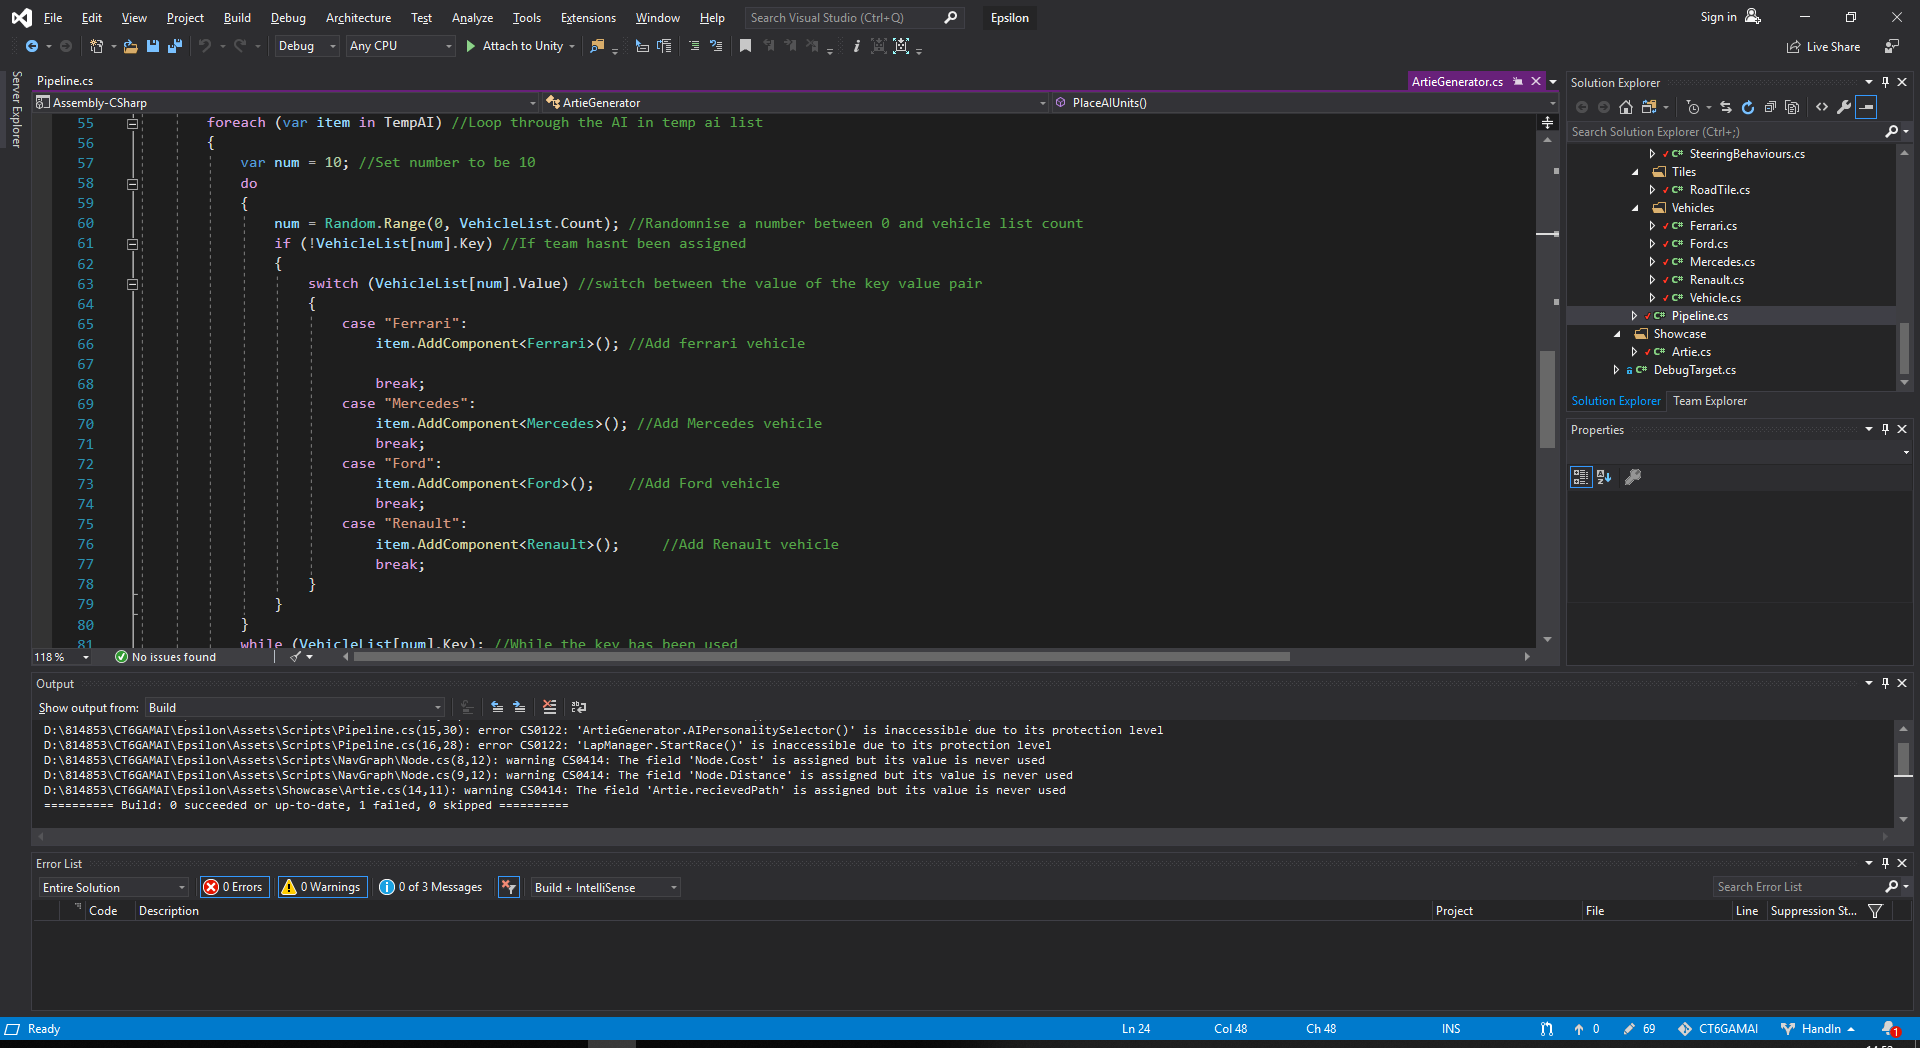 File Edit View Project Build Debug Architecture Test Analyze Tools Extensions Window Help Search Visual Studio (Ctrl+Q) Epsilon Sign in
Debug Any CPU Attach to Unity Live Share
Server Explorer
Pipeline.cs ArtieGenerator.cs
Assembly-CSharp ArtieGenerator PlaceAIUnits()
55 foreach (var item in TempAI) //Loop through the AI in temp ai list
56 {
57 var num = 10; //Set number to be 10
58 do
59 {
60 num = Random.Range(0, VehicleList.Count); //Randomnise a number between 0 and vehicle list count
61 if (!VehicleList[num].Key) //If team hasnt been assigned
62 {
63 switch (VehicleList[num].Value) //switch between the value of the key value pair
64 {
65 case "Ferrari":
66 item.AddComponent<Ferrari>(); //Add ferrari vehicle
67
68 break;
69 case "Mercedes":
70 item.AddComponent<Mercedes>(); //Add Mercedes vehicle
71 break;
72 case "Ford":
73 item.AddComponent<Ford>(); //Add Ford vehicle
74 break;
75 case "Renault":
76 item.AddComponent<Renault>(); //Add Renault vehicle
77 break;
78 }
79 }
80 }
81 while (VehicleList[num].Key); //While the key has been used
118 % No issues found
Solution Explorer
Search Solution Explorer (Ctrl+;)
C# SteeringBehaviours.cs
Tiles
C# RoadTile.cs
Vehicles
C# Ferrari.cs
C# Ford.cs
C# Mercedes.cs
C# Renault.cs
C# Vehicle.cs
C# Pipeline.cs
Showcase
C# Artie.cs
C# DebugTarget.cs
Solution Explorer Team Explorer
Properties
Output
Show output from: Build
D:\814853\CT6GAMAI\Epsilon\Assets\Scripts\Pipeline.cs(15,30): error CS0122: 'ArtieGenerator.AIPersonalitySelector()' is inaccessible due to its protection level
D:\814853\CT6GAMAI\Epsilon\Assets\Scripts\Pipeline.cs(16,28): error CS0122: 'LapManager.StartRace()' is inaccessible due to its protection level
D:\814853\CT6GAMAI\Epsilon\Assets\Scripts\NavGraph\Node.cs(8,12): warning CS0414: The field 'Node.Cost' is assigned but its value is never used
D:\814853\CT6GAMAI\Epsilon\Assets\Scripts\NavGraph\Node.cs(9,12): warning CS0414: The field 'Node.Distance' is assigned but its value is never used
D:\814853\CT6GAMAI\Epsilon\Assets\Scripts\Showcase\Artie.cs(14,11): warning CS0414: The field 'Artie.recievedPath' is assigned but its value is never used
========== Build: 0 succeeded or up-to-date, 1 failed, 0 skipped ==========
Error List
Entire Solution 0 Errors 0 Warnings 0 of 3 Messages Build + IntelliSense Search Error List
Code Description Project File Line Suppression St...
Ready Ln 24 Col 48 Ch 48 INS 0 69 CT6GAMAI HandIn 1